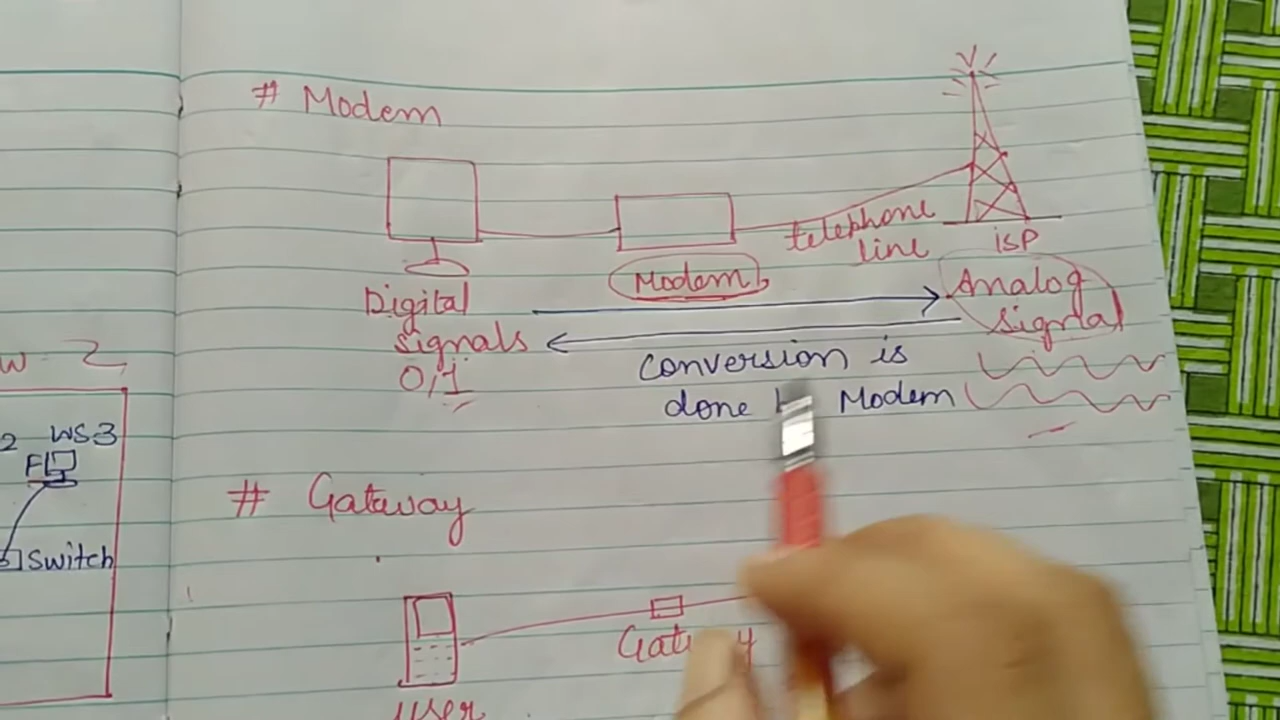 # Modem
telephone
line
ISP
Modem
Digital
signals
0,1
Analog
signal
conversion is
done Modem
W 2
2 WS3
Switch
# Gateway
user